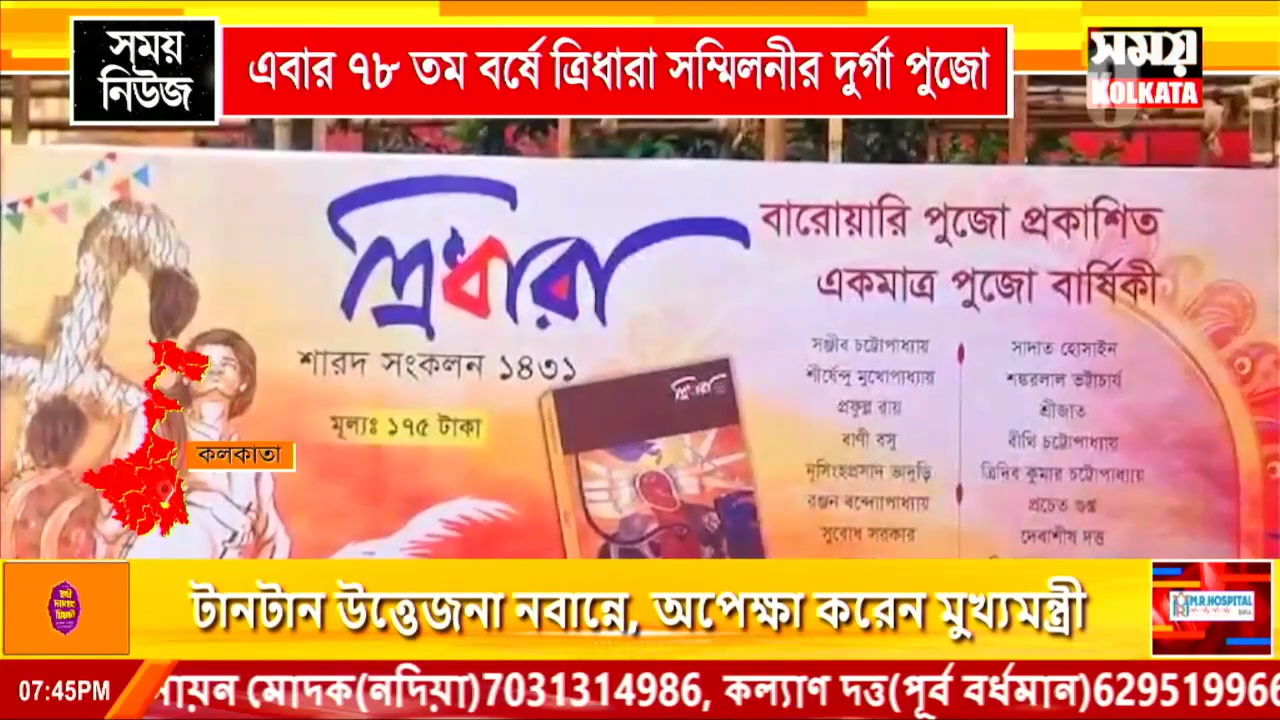 সময় নিউজ
এবার ৭৮ তম বর্ষে ত্রিধারা সম্মিলনীর দুর্গা পুজো
সময়
KOLKATA
ত্রিধারা
শারদ সংকলন ১৪৩১
মূল্যঃ ১৭৫ টাকা
বারোয়ারি পুজো প্রকাশিত
একমাত্র পুজো বার্ষিকী
সঞ্জীব চট্টোপাধ্যায়
শীর্ষেন্দু মুখোপাধ্যায়
প্রফুল্ল রায়
বাণী বসু
নৃসিংহপ্রসাদ ভাদুড়ি
রঞ্জন বন্দ্যোপাধ্যায়
সুবোধ সরকার
সাদাত হোসাইন
শঙ্করলাল ভট্টাচার্য
শ্রীজাত
বীথি চট্টোপাধ্যায়
ত্রিদিব কুমার চট্টোপাধ্যায়
প্রচেত গুপ্ত
দেবাশীষ দত্ত
ত্রিধারা
কলকাতা
টানটান উত্তেজনা নবান্নে, অপেক্ষা করেন মুখ্যমন্ত্রী
M.R.HOSPITAL
07:45PM
ায়ন মোদক(নদিয়া)7031314986, কল্যাণ দত্ত(পূর্ব বর্ধমান)629519966